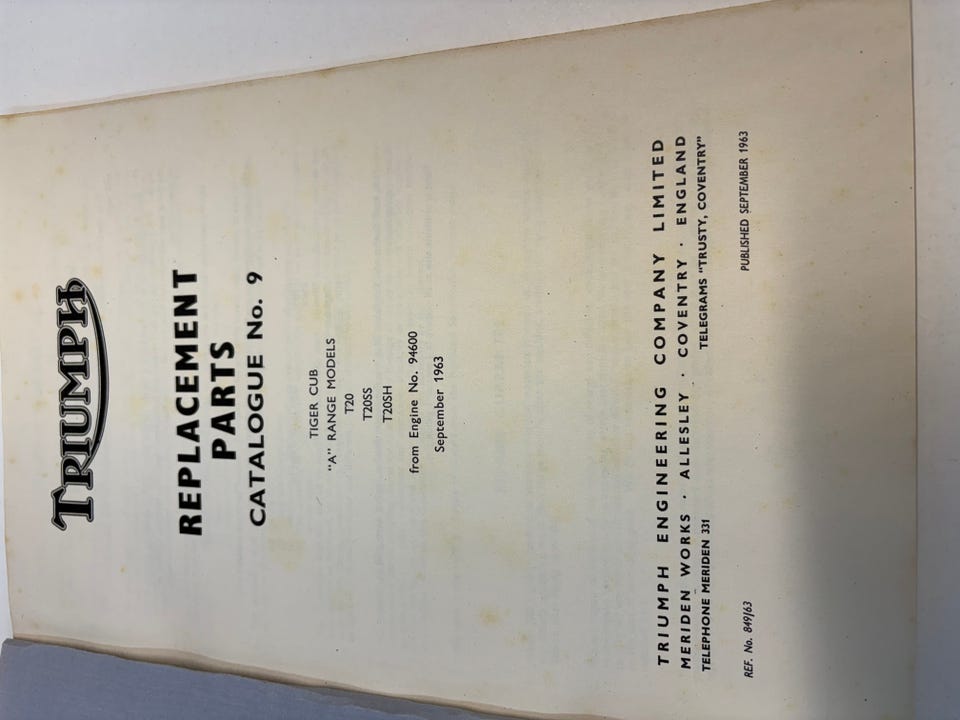 TRIUMPH
REPLACEMENT
PARTS
CATALOGUE No. 9
TIGER CUB
"A" RANGE MODELS
T20
T20SS
T20SH
from Engine No. 94600
September 1963
TRIUMPH ENGINEERING COMPANY LIMITED
MERIDEN WORKS · ALLESLEY · COVENTRY · ENGLAND
TELEPHONE MERIDEN 331 TELEGRAMS "TRUSTY, COVENTRY"
REF. No. 849/63 PUBLISHED SEPTEMBER 1963